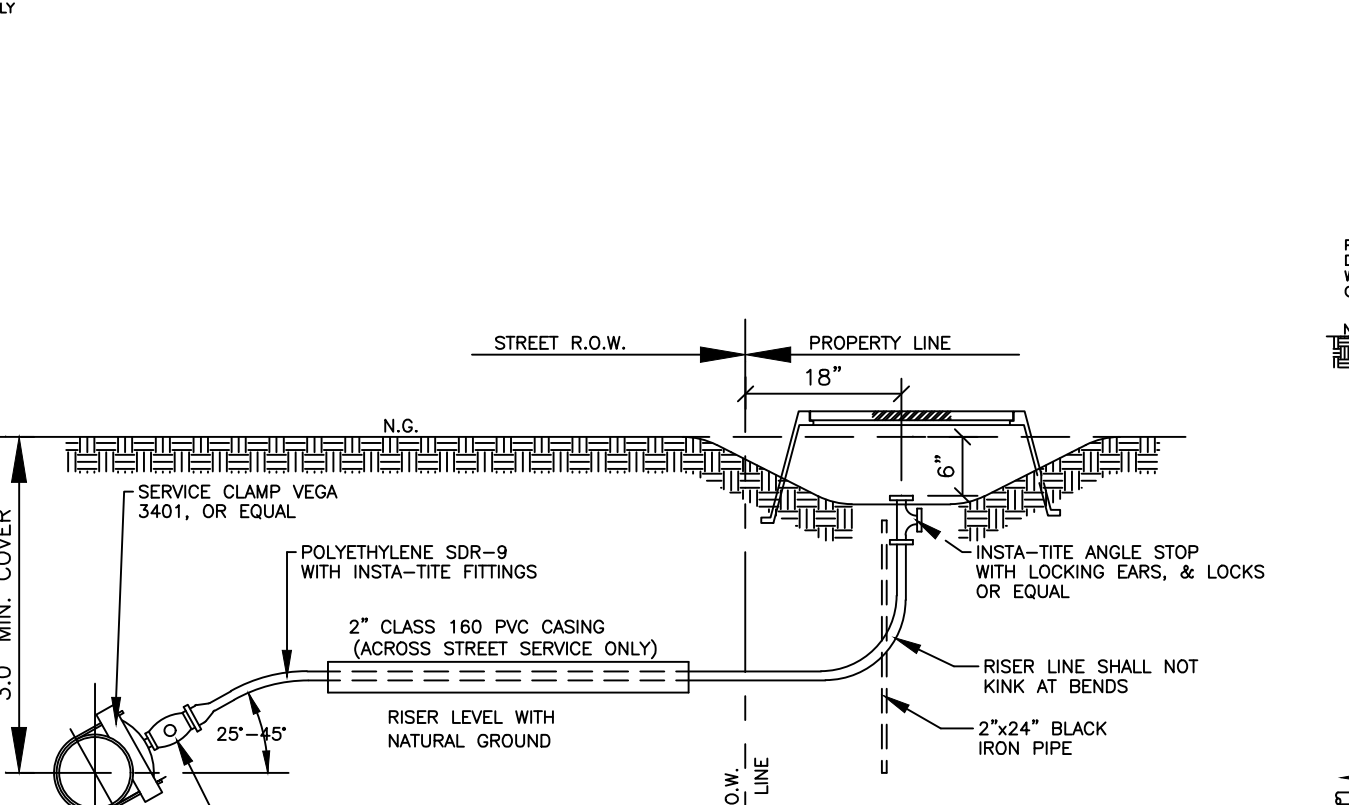 LY
STREET R.O.W.
PROPERTY LINE
18"
N.G.
6"
SERVICE CLAMP VEGA
3401, OR EQUAL
MIN. COVER
POLYETHYLENE SDR-9
WITH INSTA-TITE FITTINGS
INSTA-TITE ANGLE STOP
WITH LOCKING EARS, & LOCKS
OR EQUAL
2" CLASS 160 PVC CASING
(ACROSS STREET SERVICE ONLY)
RISER LINE SHALL NOT
KINK AT BENDS
RISER LEVEL WITH
NATURAL GROUND
25°-45°
2"x24" BLACK
IRON PIPE
O.W.
LINE